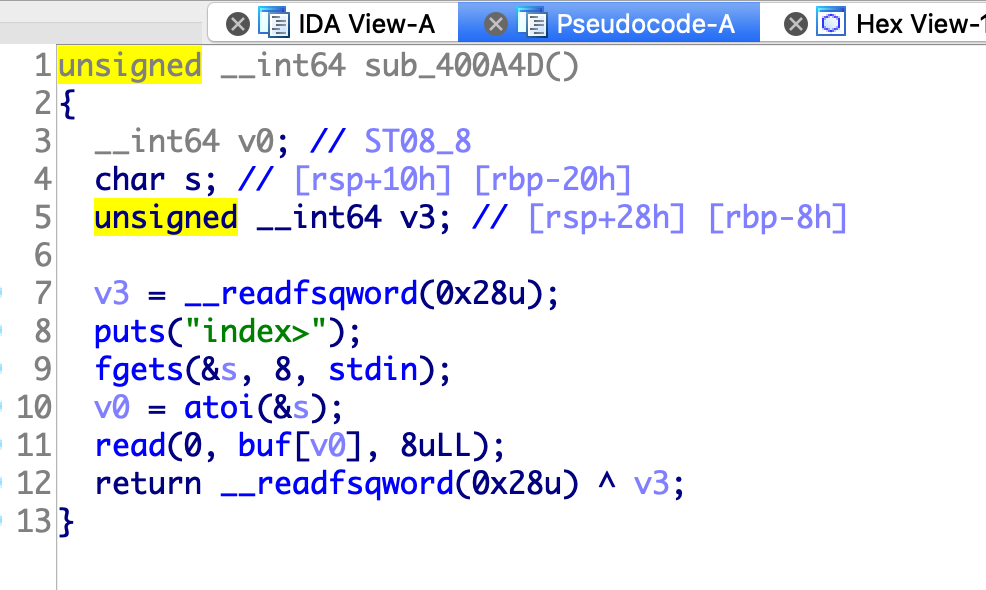 IDA View-A Pseudocode-A Hex View-1
1 unsigned __int64 sub_400A4D()
2 {
3 __int64 v0; // ST08_8
4 char s; // [rsp+10h] [rbp-20h]
5 unsigned __int64 v3; // [rsp+28h] [rbp-8h]
6
7 v3 = __readfsqword(0x28u);
8 puts("index>");
9 fgets(&s, 8, stdin);
10 v0 = atoi(&s);
11 read(0, buf[v0], 8uLL);
12 return __readfsqword(0x28u) ^ v3;
13 }